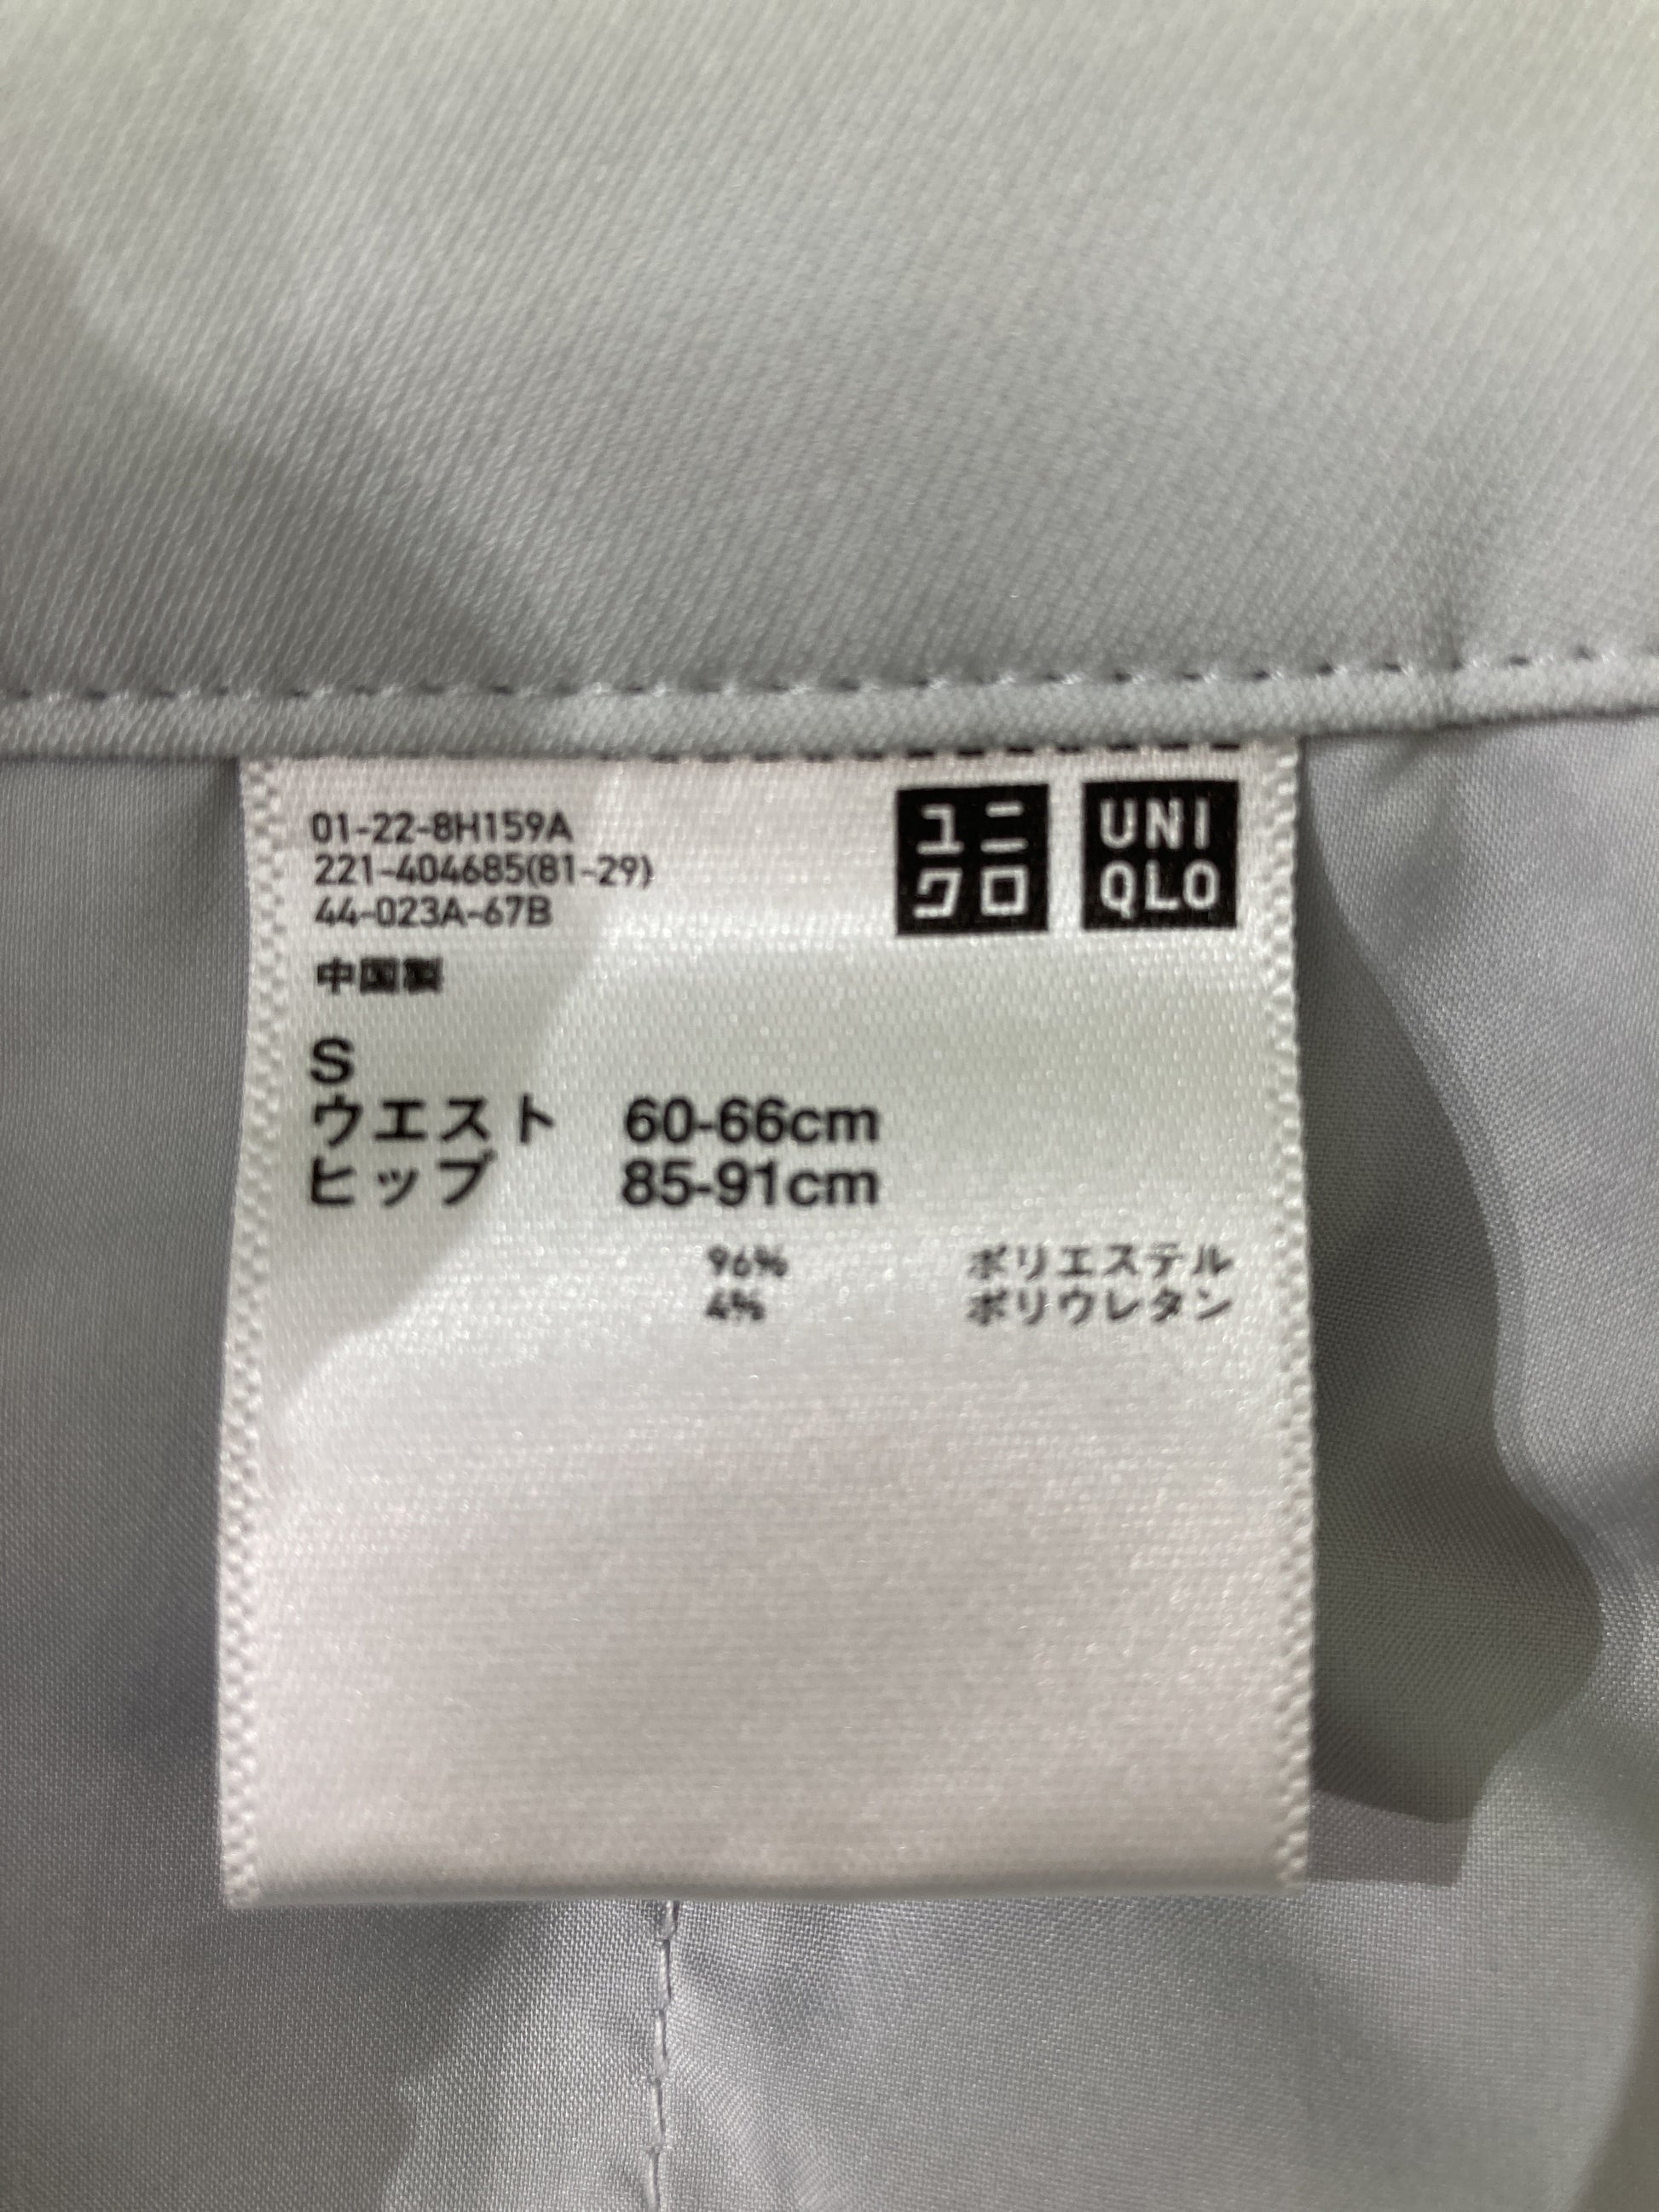 01-22-8H159A
221-404685(81-29)
44-023A-67B
ユニ
クロ
UNI
QLO
中国製
S
ウエスト 60-66cm
ヒップ 85-91cm
96% ポリエステル
4% ポリウレタン